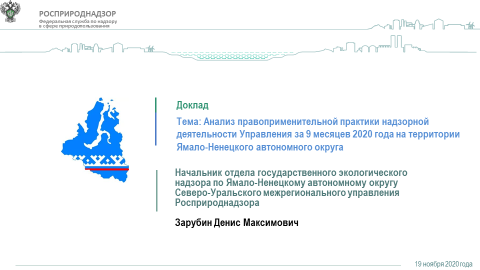 РОСПРИРОДНАДЗОР
Федеральная служба по надзору
в сфере природопользования
Доклад
Тема: Анализ правоприменительной практики надзорной
деятельности Управления за 9 месяцев 2020 года на территории
Ямало-Ненецкого автономного округа
Начальник отдела государственного экологического
надзора по Ямало-Ненецкому автономному округу
Северо-Уральского межрегионального управления
Росприроднадзора
Зарубин Денис Максимович
19 ноября 2020 года